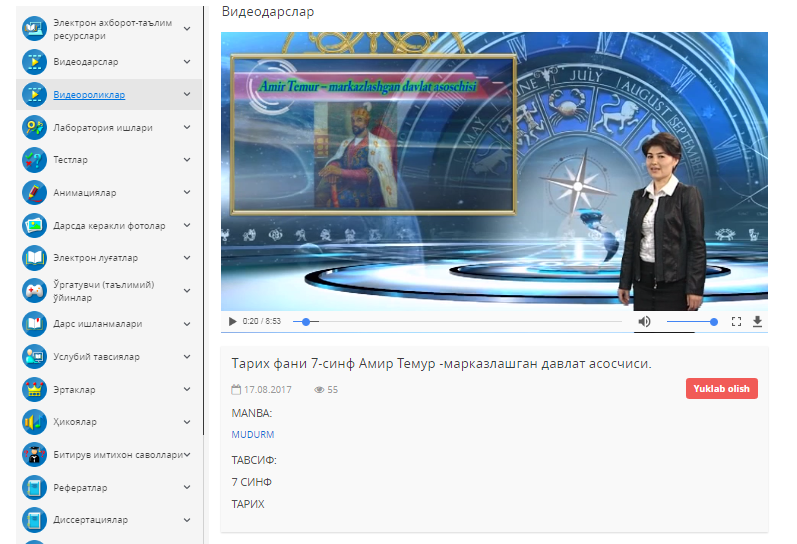 Электрон ахборот-таълим
ресурслари
Видеодарслар
Видеороликлар
Лаборатория ишлари
Тестлар
Анимациялар
Дарсда керакли фотолар
Электрон луғатлар
Ўргатувчи (таълимий)
ўйинлар
Дарс ишланмалари
Услубий тавсиялар
Эртаклар
Ҳикоялар
Битирув имтихон саволлари
Рефератлар
Диссертациялар
Видеодарслар
Amir Temur – markazlashgan davlat asoschisi
MAY
JUNE
JULY
AUGUST
SEPTEMBER
0:20 / 8:53
Тарих фани 7-синф Амир Темур -марказлашган давлат асосчиси.
17.08.2017 55
Yuklab olish
MANBA:
MUDURM
ТАВСИФ:
7 СИНФ
ТАРИХ